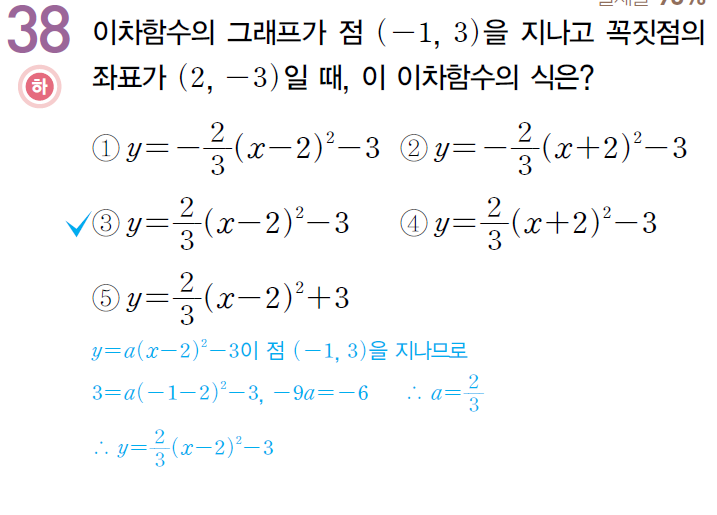 38
하
이차함수의 그래프가 점 (-1, 3)을 지나고 꼭짓점의
좌표가 (2, -3)일 때, 이 이차함수의 식은?
① y=-2/3(x-2)²-3 ② y=-2/3(x+2)²-3
③ y=2/3(x-2)²-3 ④ y=2/3(x+2)²-3
⑤ y=2/3(x-2)²+3
y=a(x-2)²-3이 점 (-1, 3)을 지나므로
3=a(-1-2)²-3, -9a=-6 ∴ a=2/3
∴ y=2/3(x-2)²-3